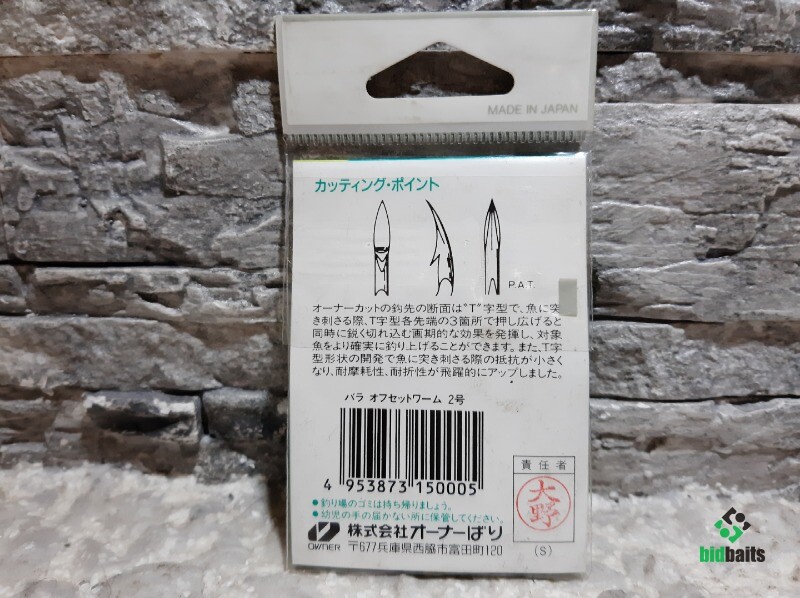 MADE IN JAPAN
カッティング・ポイント
P.A.T.
オーナーカットの鈎先の断面は"T"字型で、魚に突
き刺さる際、T字型各先端の3箇所で押し広げると
同時に鋭く切れ込む画期的な効果を発揮し、対象
魚をより確実に釣り上げることができます。また、T字
型形状の開発で魚に突き刺さる際の抵抗が小さく
なり、耐摩耗性、耐折性が飛躍的にアップしました。
バラ オフセットワーム 2号
4 953873 150005
責任者
大野
(S)
●釣り場のゴミは持ち帰りましょう。
●幼児の手の届かない所に保管してください。
OWNER
株式会社オーナーばり
〒677兵庫県西脇市富田町120
bidbaits